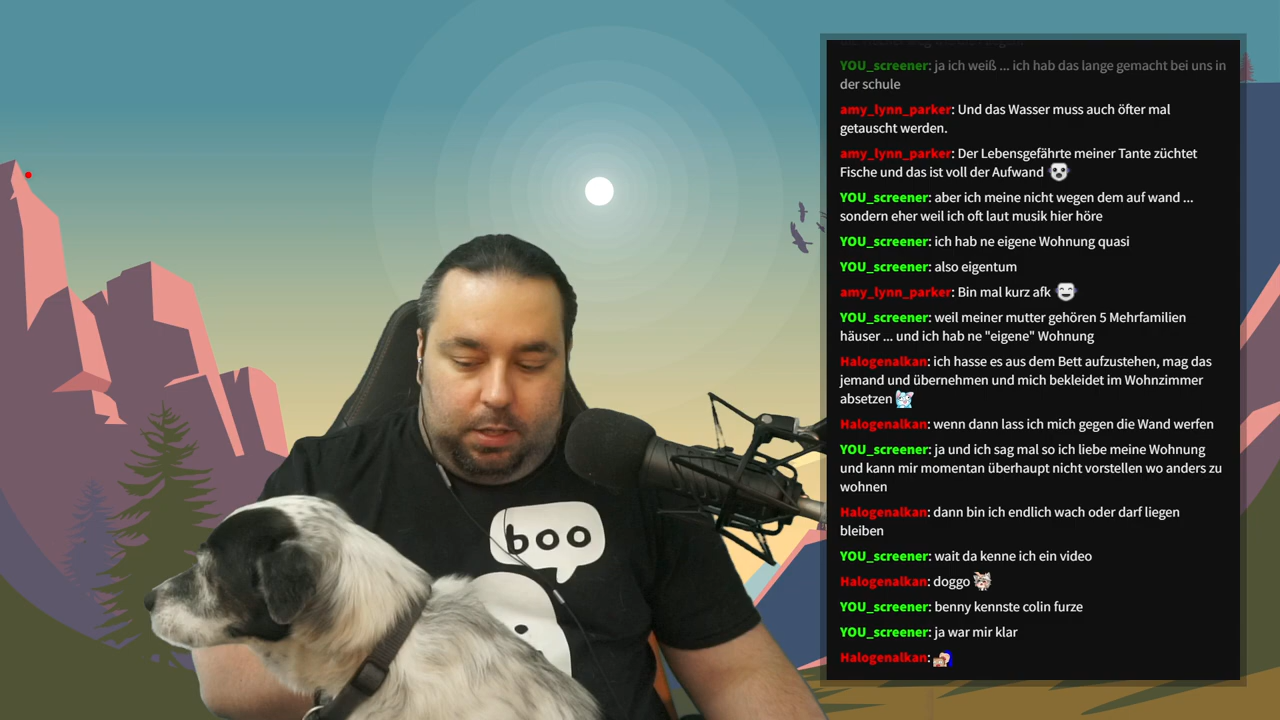 YOU_screener: ja ich weiß ... ich hab das lange gemacht bei uns in
der schule
amy_lynn_parker: Und das Wasser muss auch öfter mal
getauscht werden.
amy_lynn_parker: Der Lebensgefährte meiner Tante züchtet
Fische und das ist voll der Aufwand
YOU_screener: aber ich meine nicht wegen dem auf wand ...
sondern eher weil ich oft laut musik hier höre
YOU_screener: ich hab ne eigene Wohnung quasi
YOU_screener: also eigentum
amy_lynn_parker: Bin mal kurz afk
YOU_screener: weil meiner mutter gehören 5 Mehrfamilien
häuser ... und ich hab ne "eigene" Wohnung
Halogenalkan: ich hasse es aus dem Bett aufzustehen, mag das
jemand und übernehmen und mich bekleidet im Wohnzimmer
absetzen
Halogenalkan: wenn dann lass ich mich gegen die Wand werfen
YOU_screener: ja und ich sag mal so ich liebe meine Wohnung
und kann mir momentan überhaupt nicht vorstellen wo anders zu
wohnen
Halogenalkan: dann bin ich endlich wach oder darf liegen
bleiben
YOU_screener: wait da kenne ich ein video
Halogenalkan: doggo
YOU_screener: benny kennste colin furze
YOU_screener: ja war mir klar
Halogenalkan:
boo